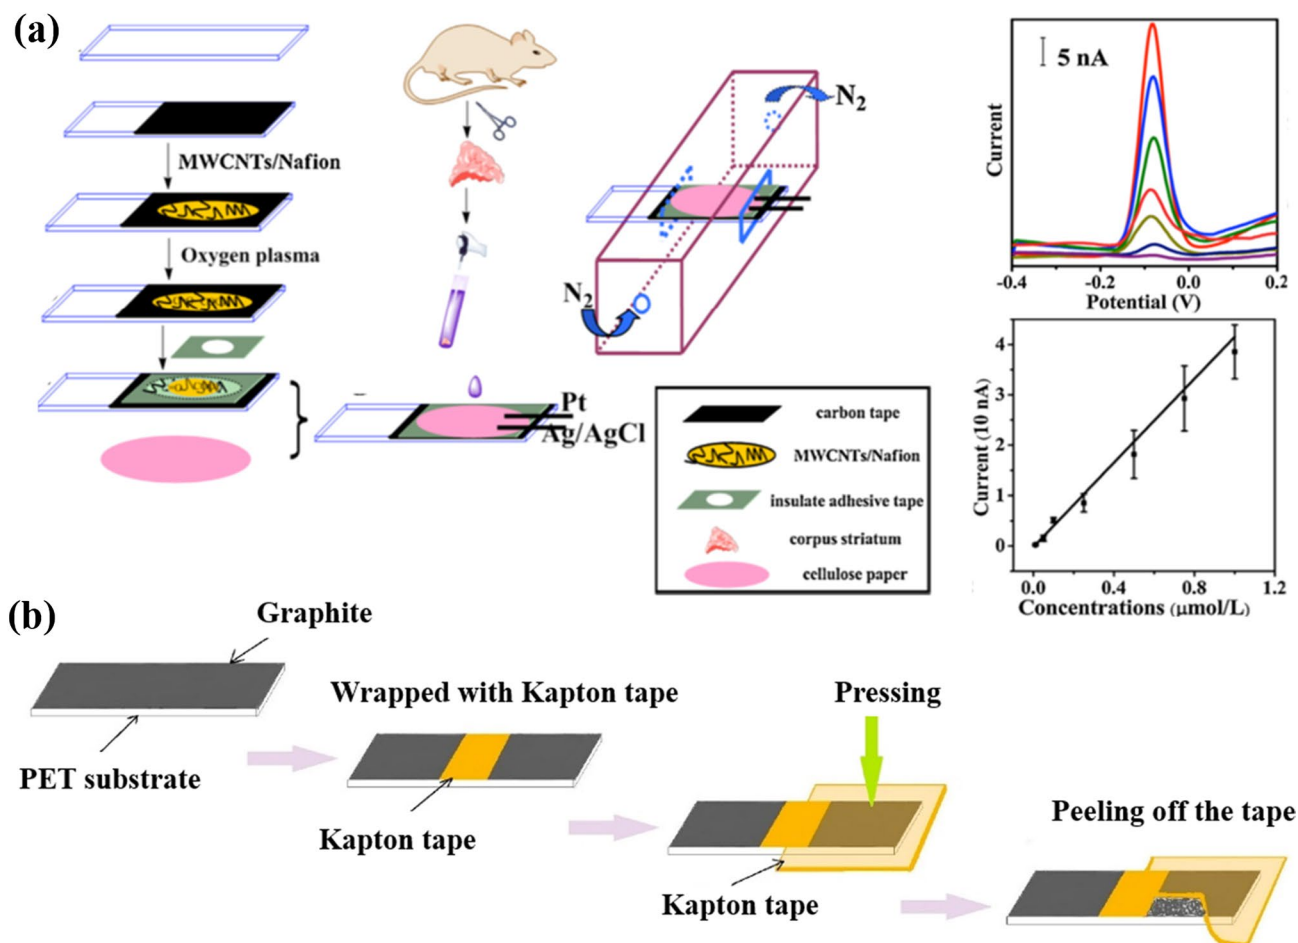 (a)
MWCNTs/Nafion
Oxygen plasma
N2
N2
Pt
Ag/AgCl
carbon tape
MWCNTs/Nafion
insulate adhesive tape
corpus striatum
cellulose paper
5 nA
Current
-0.4 -0.2 0.0 0.2
Potential (V)
4
3
2
1
0
Current (10 nA)
0.0 0.4 0.8 1.2
Concentrations (μmol/L)
(b)
Graphite
PET substrate
Wrapped with Kapton tape
Kapton tape
Pressing
Kapton tape
Peeling off the tape